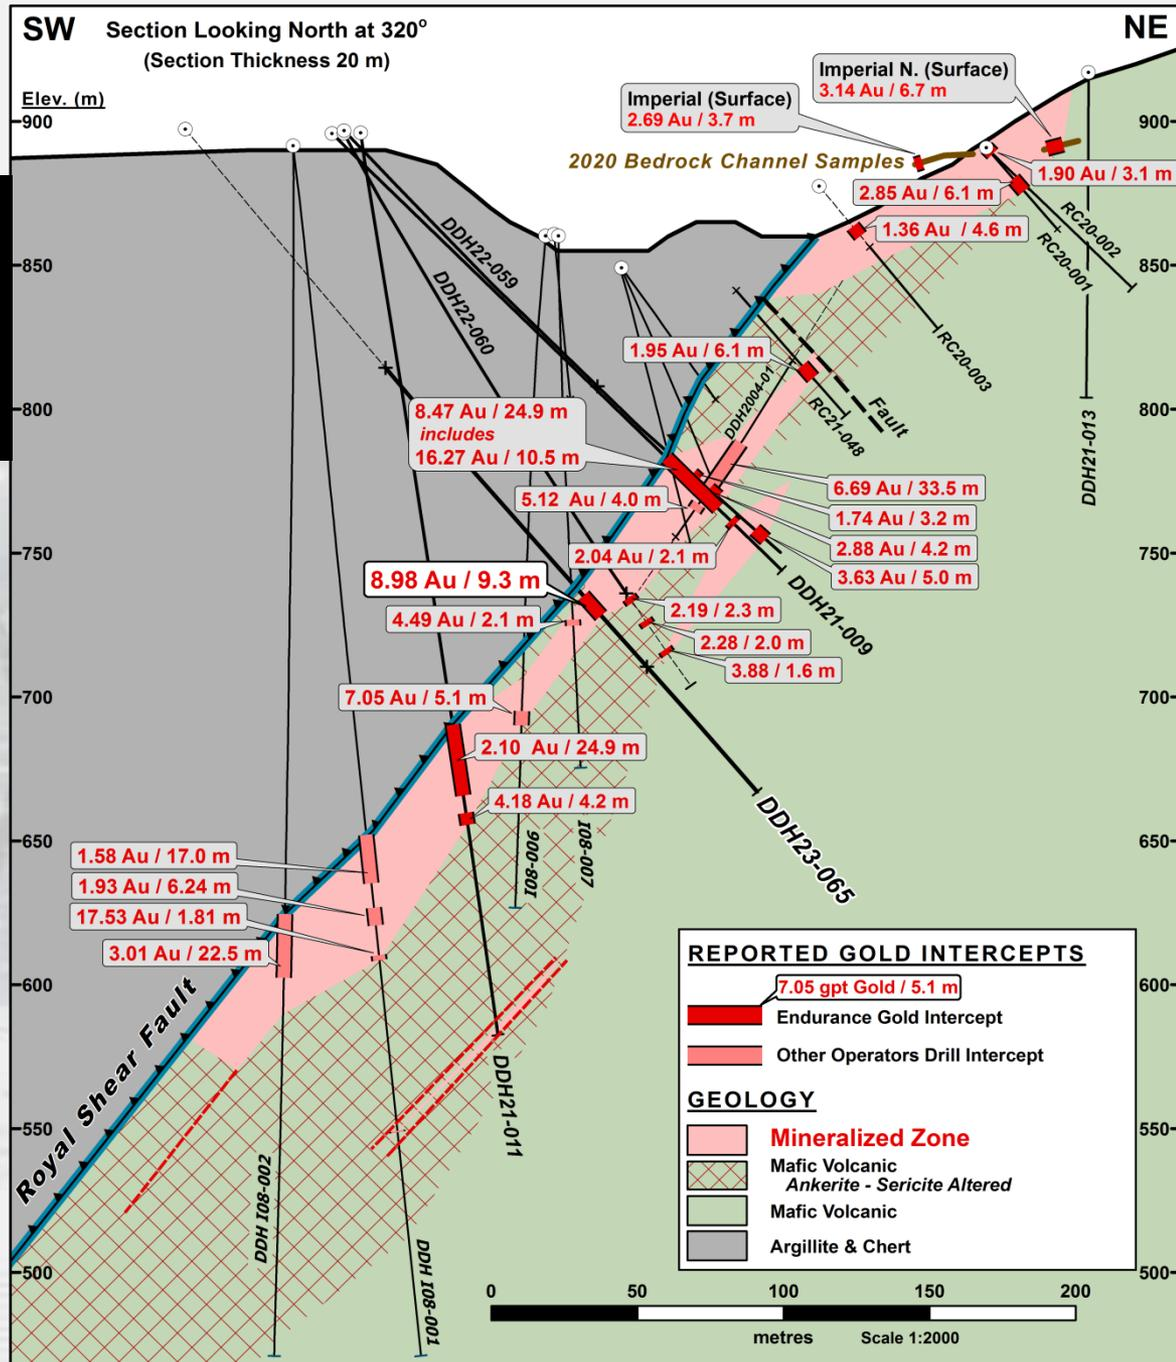 SW
Section Looking North at 320°
(Section Thickness 20 m)
NE
Elev. (m)
900
850
800
750
700
650
600
550
500
900
850
800
750
700
650
600
550
500
Imperial N. (Surface)
3.14 Au / 6.7 m
Imperial (Surface)
2.69 Au / 3.7 m
2020 Bedrock Channel Samples
1.90 Au / 3.1 m
2.85 Au / 6.1 m
1.36 Au / 4.6 m
RC20-002
RC20-001
RC20-003
DDH21-013
DDH22-059
DDH22-060
1.95 Au / 6.1 m
DDH2004-01
RC21-048
Fault
8.47 Au / 24.9 m
includes
16.27 Au / 10.5 m
5.12 Au / 4.0 m
6.69 Au / 33.5 m
1.74 Au / 3.2 m
2.88 Au / 4.2 m
3.63 Au / 5.0 m
2.04 Au / 2.1 m
8.98 Au / 9.3 m
4.49 Au / 2.1 m
2.19 / 2.3 m
2.28 / 2.0 m
3.88 / 1.6 m
DDH21-009
7.05 Au / 5.1 m
2.10 Au / 24.9 m
4.18 Au / 4.2 m
I08-006
I08-007
DDH23-065
1.58 Au / 17.0 m
1.93 Au / 6.24 m
17.53 Au / 1.81 m
3.01 Au / 22.5 m
Royal Shear Fault
DDH21-011
DDH I08-002
DDH I08-001
REPORTED GOLD INTERCEPTS
7.05 gpt Gold / 5.1 m
Endurance Gold Intercept
Other Operators Drill Intercept
GEOLOGY
Mineralized Zone
Mafic Volcanic
Ankerite - Sericite Altered
Mafic Volcanic
Argillite & Chert
0 50 100 150 200
metres Scale 1:2000